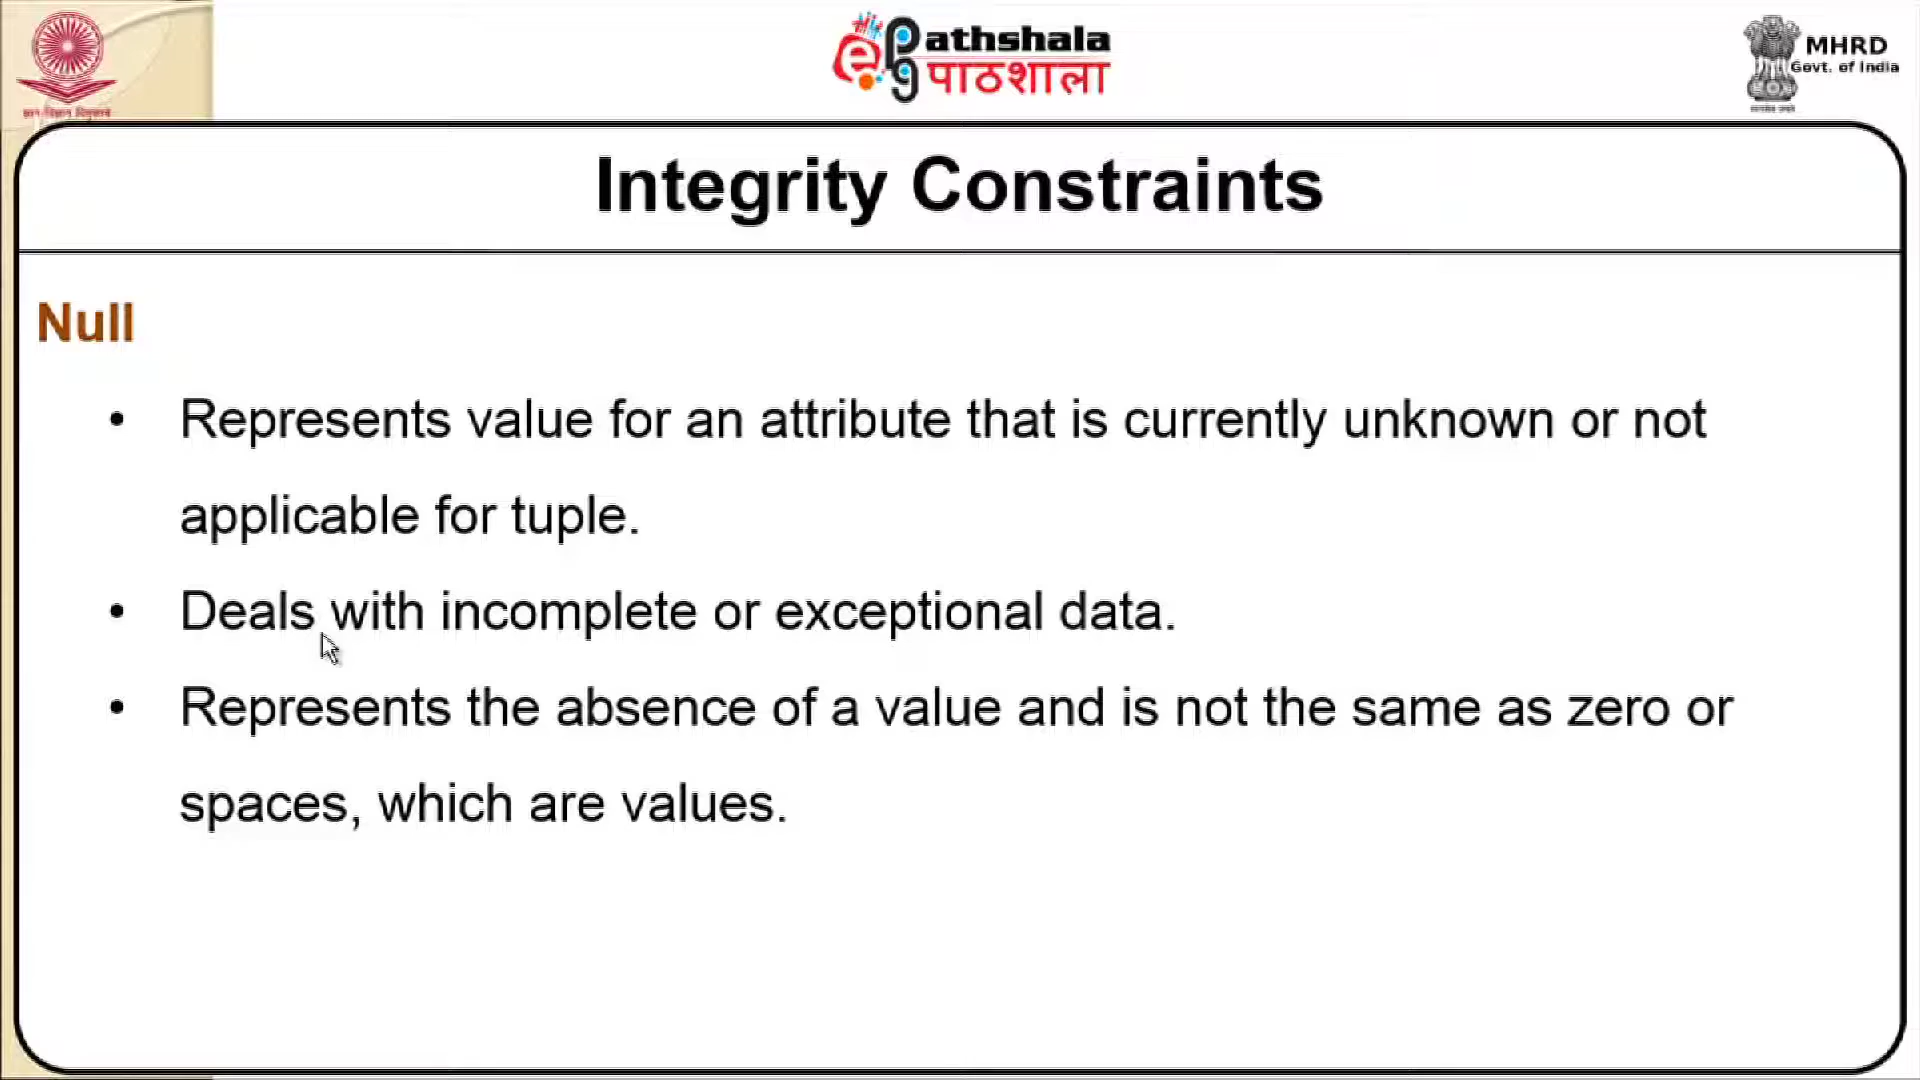 ePG Pathshala
पाठशाला
MHRD
Govt. of India
Integrity Constraints
Null
• Represents value for an attribute that is currently unknown or not
applicable for tuple.
• Deals with incomplete or exceptional data.
• Represents the absence of a value and is not the same as zero or
spaces, which are values.